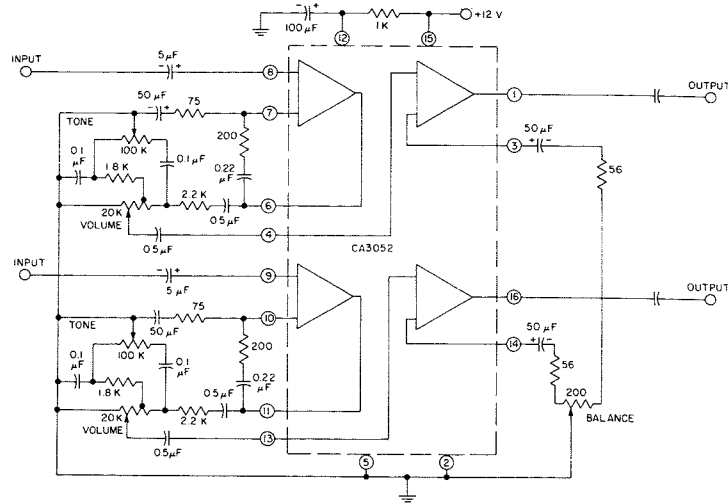 +12 V
100 µF
- +
12
1K
15
INPUT
5 µF
- +
8
1
OUTPUT
50 µF
- +
75
7
TONE
200
3
50 µF
+ -
0.1 µF
100 K
0.1 µF
56
1.8 K
0.22 µF
2.2 K
6
20 K
0.5 µF
VOLUME
0.5 µF
4
CA3052
INPUT
- +
5 µF
9
16
OUTPUT
75
10
50 µF
TONE
200
14
50 µF
+ -
0.1 µF
100 K
0.1 µF
56
1.8 K
0.5 µF
0.22 µF
200
20 K
2.2 K
11
BALANCE
VOLUME
0.5 µF
13
5
2